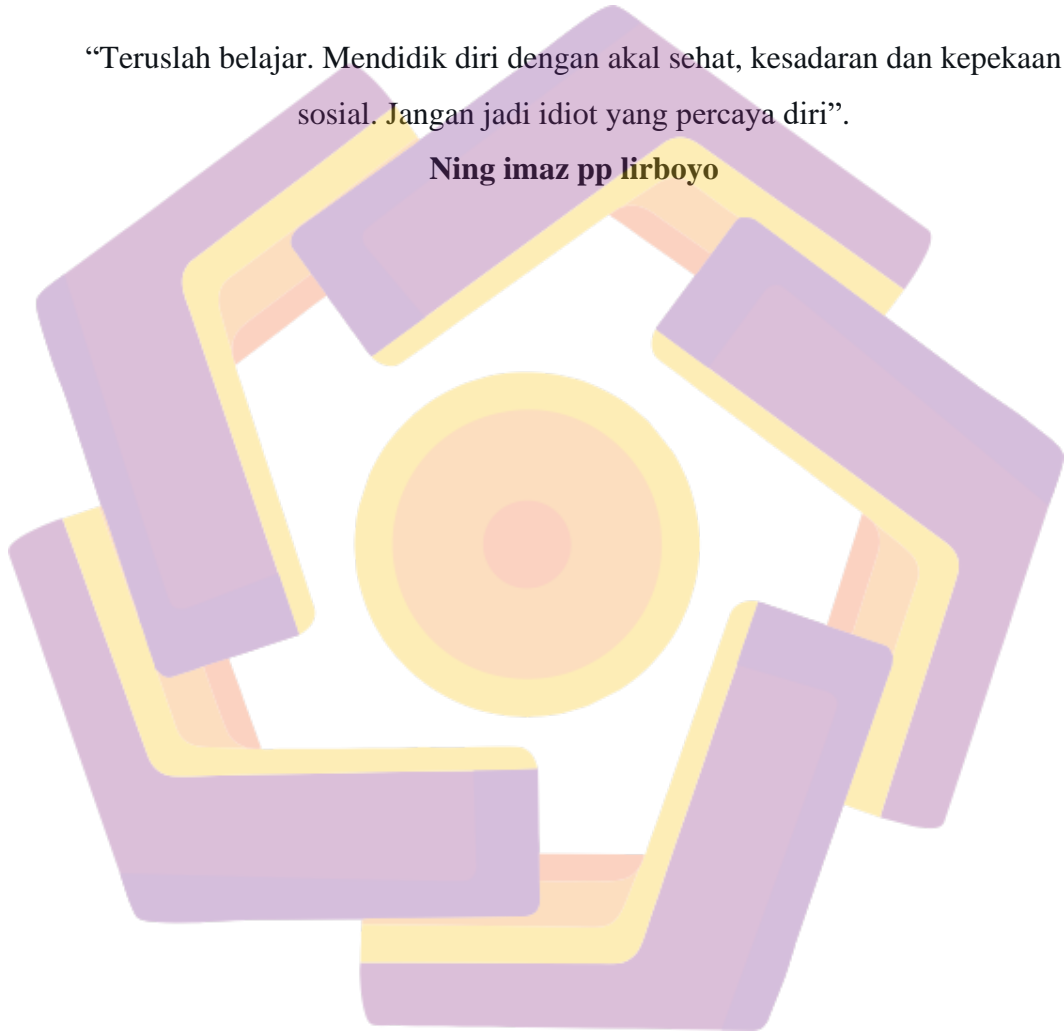 “Teruslah belajar. Mendidik diri dengan akal sehat, kesadaran dan kepekaan
sosial. Jangan jadi idiot yang percaya diri”.
Ning imaz pp lirboyo